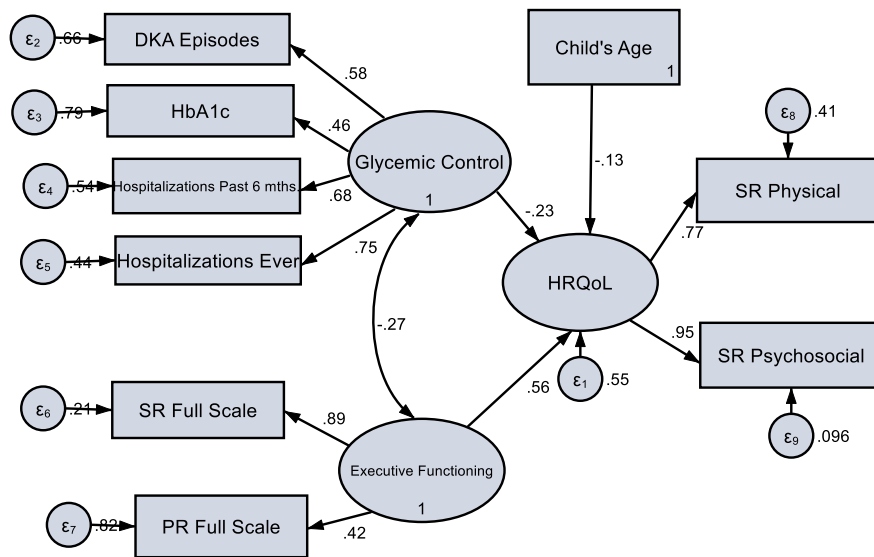 ε2
.66
DKA Episodes
.58
Child's Age
1
ε3
.79
HbA1c
.46
ε8
.41
Glycemic Control
1
ε4
.54
Hospitalizations Past 6 mths.
.68
-.13
SR Physical
-.23
.77
ε5
.44
Hospitalizations Ever
.75
HRQoL
-.27
.95
SR Psychosocial
ε1
.55
.56
ε6
.21
SR Full Scale
.89
ε9
.096
Executive Functioning
1
ε7
.82
PR Full Scale
.42